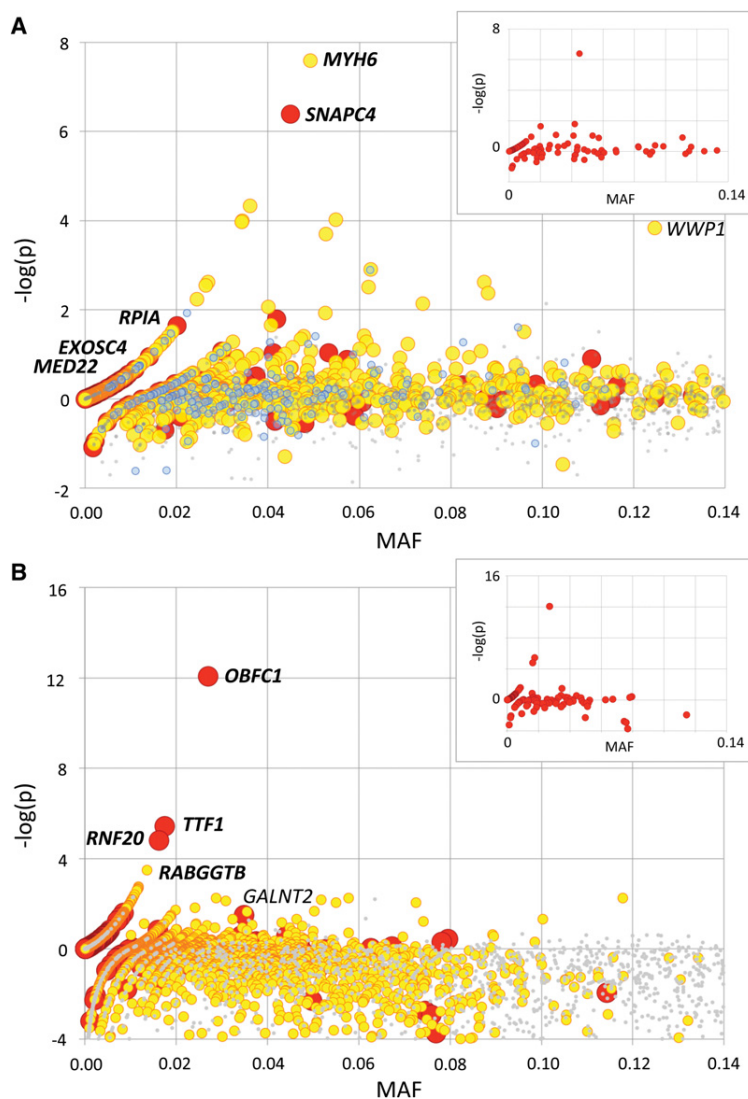 A
8
6
4
2
0
-2
-log(p)
MYH6
SNAPC4
WWP1
RPIA
EXOSC4
MED22
0.00 0.02 0.04 0.06 0.08 0.10 0.12 0.14
MAF
8
-log(p)
0
0 MAF 0.14
B
16
12
8
4
0
-4
-log(p)
OBFC1
TTF1
RNF20
RABGGTB
GALNT2
0.00 0.02 0.04 0.06 0.08 0.10 0.12 0.14
MAF
16
-log(p)
0
0 MAF 0.14